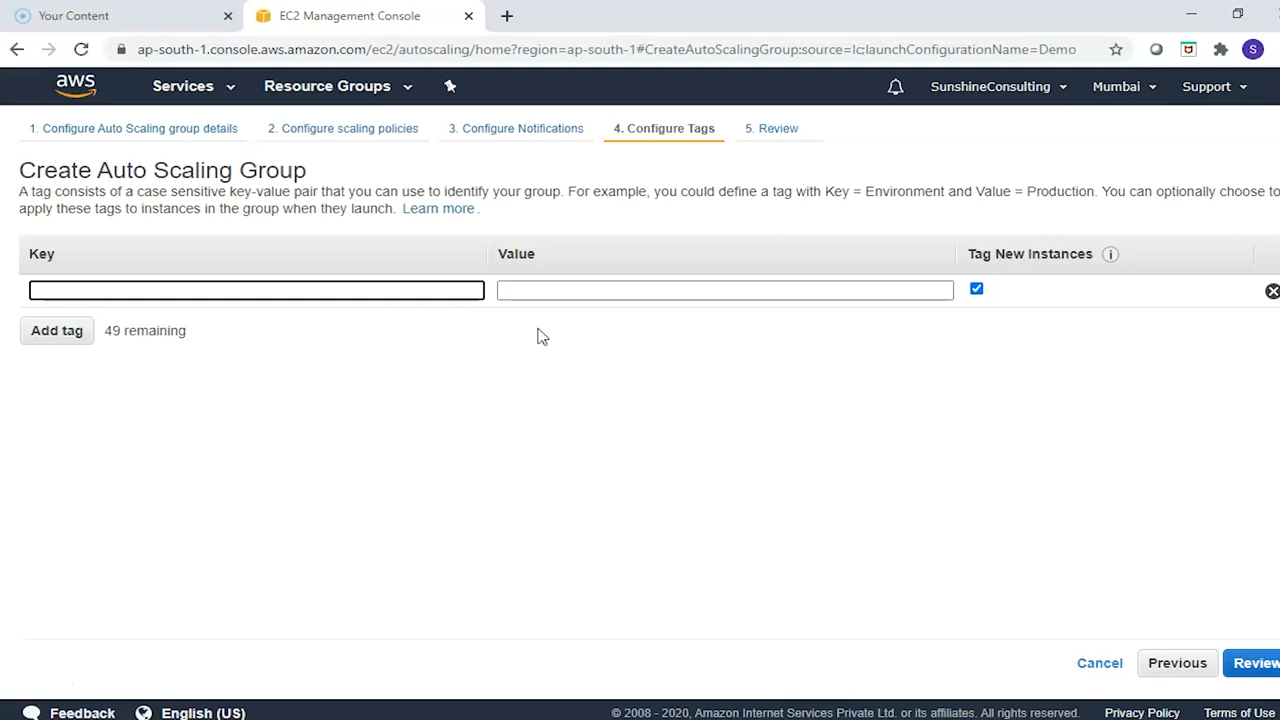 Your Content
EC2 Management Console
ap-south-1.console.aws.amazon.com/ec2/autoscaling/home?region=ap-south-1#CreateAutoScalingGroup:source=lc;launchConfigurationName=Demo
S
aws
Services
Resource Groups
SunshineConsulting
Mumbai
Support
1. Configure Auto Scaling group details
2. Configure scaling policies
3. Configure Notifications
4. Configure Tags
5. Review
Create Auto Scaling Group
A tag consists of a case sensitive key-value pair that you can use to identify your group. For example, you could define a tag with Key = Environment and Value = Production. You can optionally choose to
apply these tags to instances in the group when they launch. Learn more.
Key
Value
Tag New Instances
Add tag
49 remaining
Cancel
Previous
Review
Feedback
English (US)
© 2008 - 2020, Amazon Internet Services Private Ltd. or its affiliates. All rights reserved.
Privacy Policy
Terms of Use